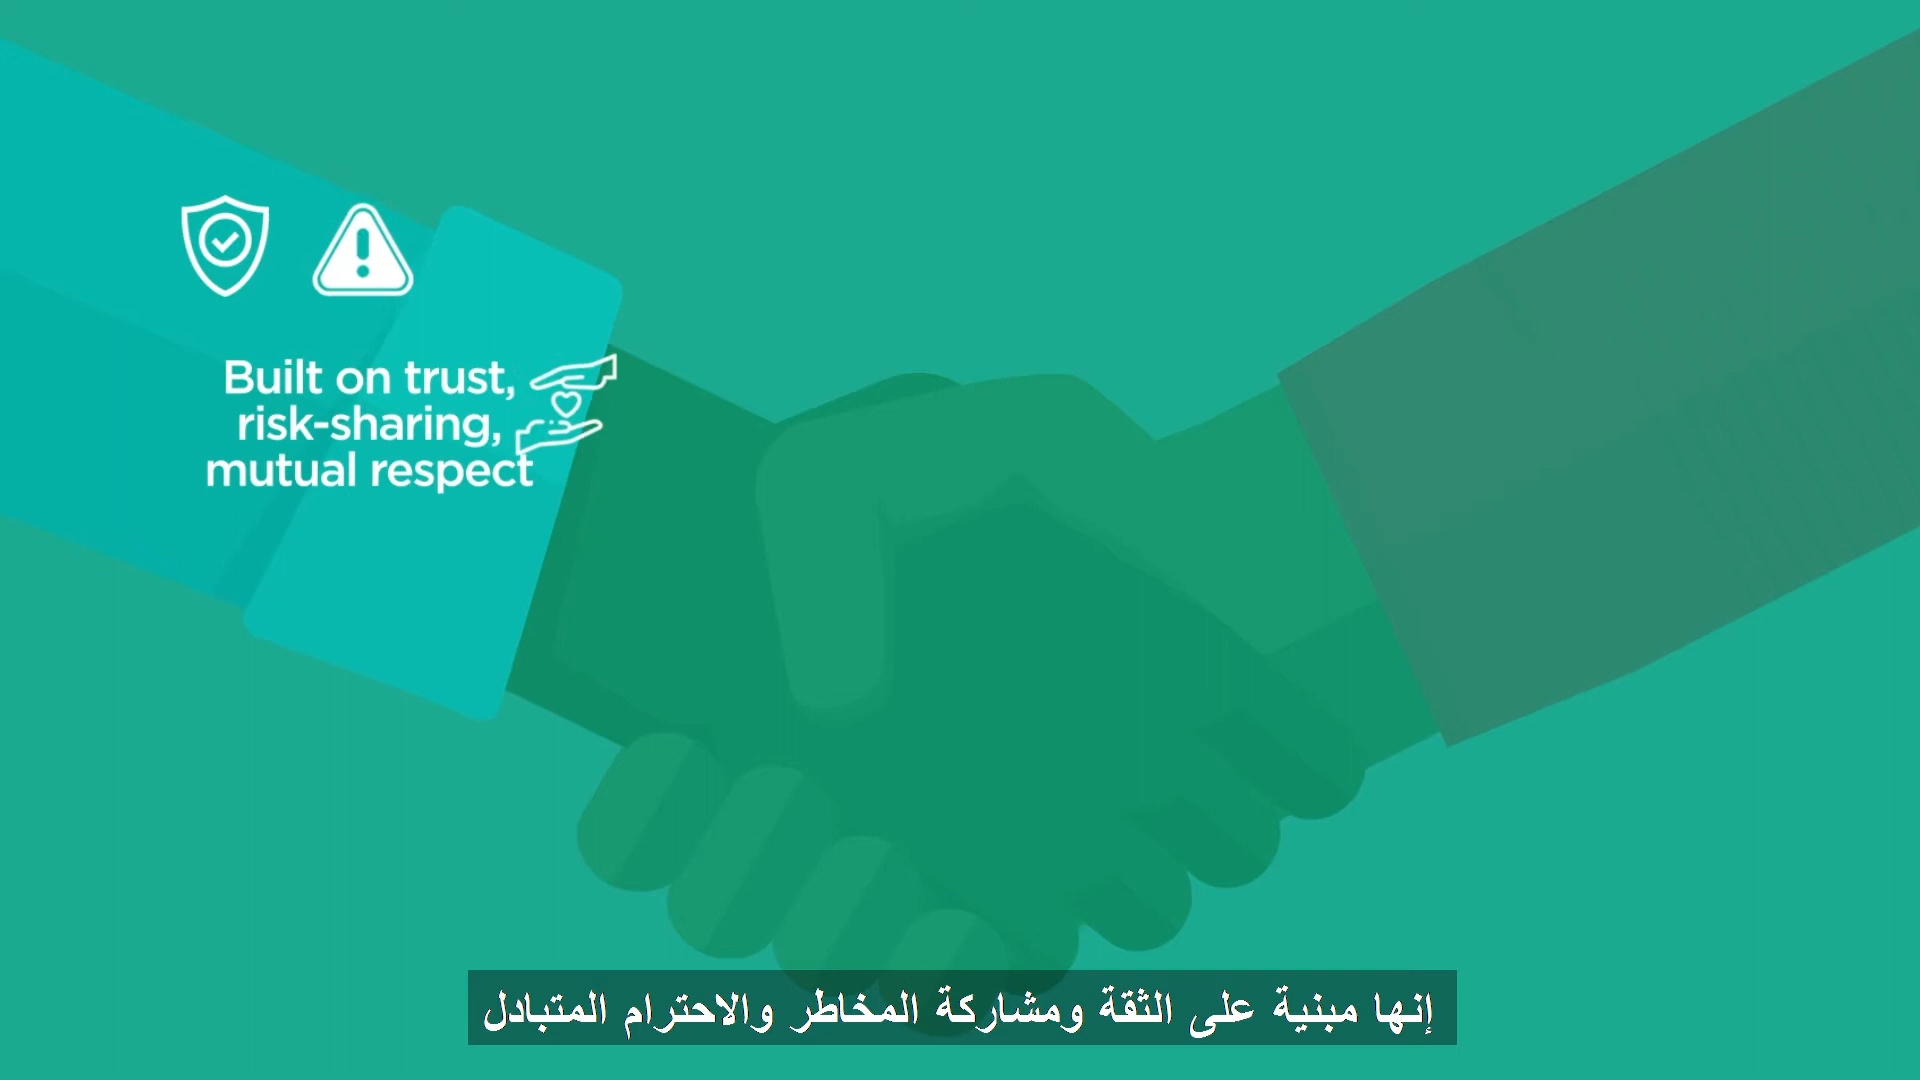 Built on trust,
risk-sharing,
mutual respect
إنها مبنية على الثقة ومشاركة المخاطر والاحترام المتبادل